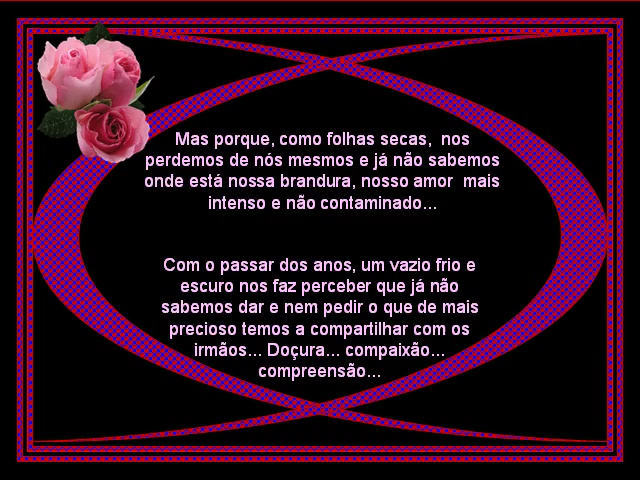 Mas porque, como folhas secas,  nos
perdemos de nós mesmos e já não sabemos
onde está nossa brandura, nosso amor  mais
intenso e não contaminado...
Com o passar dos anos, um vazio frio e
escuro nos faz perceber que já não
sabemos dar e nem pedir o que de mais
precioso temos a compartilhar com os
irmãos... Doçura... compaixão...
compreensão...